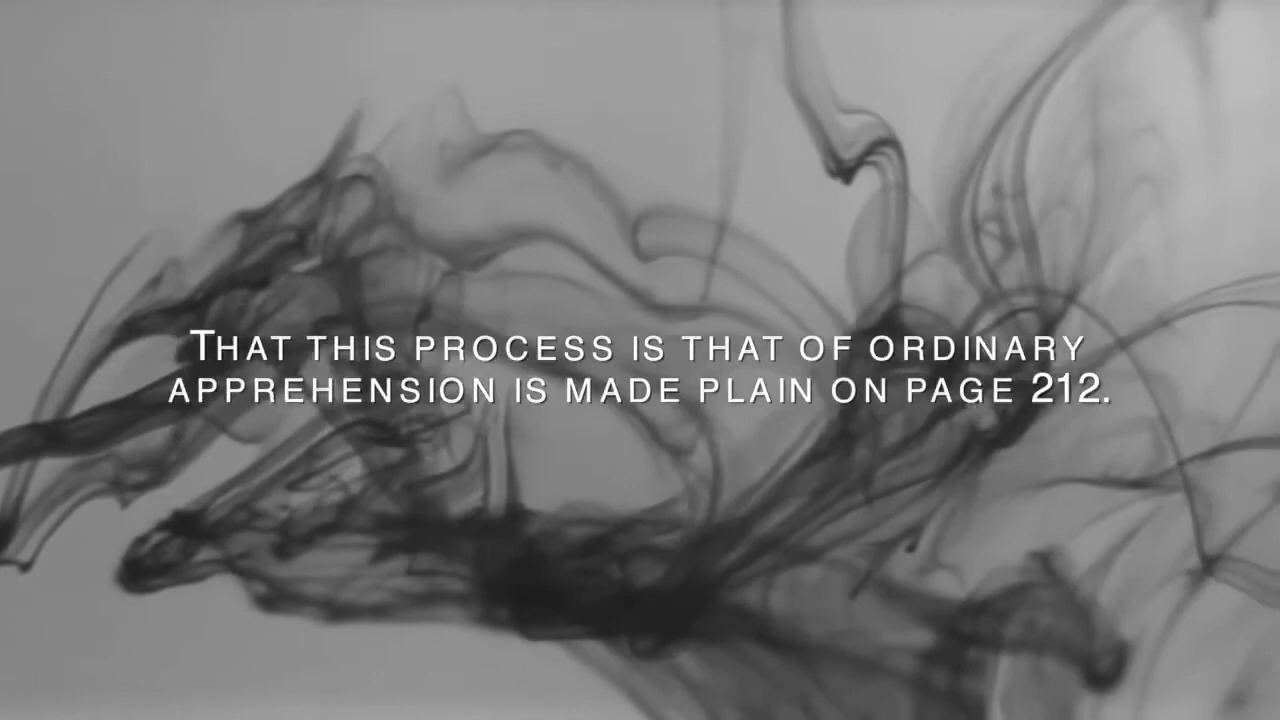 That this process is that of ordinary
apprehension is made plain on page 212.